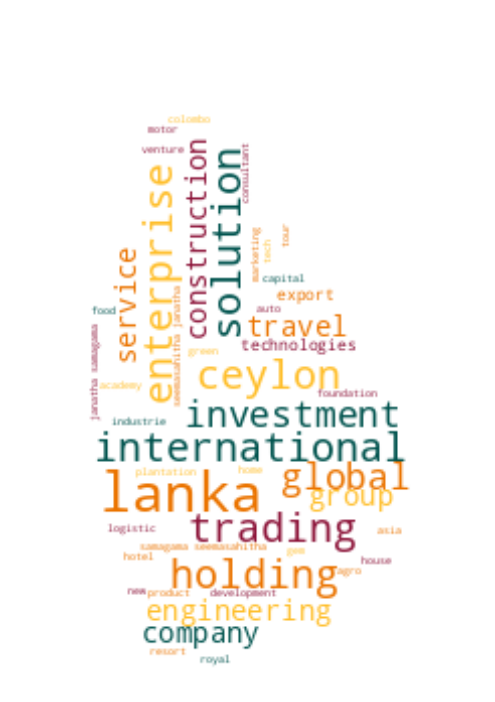 colombo
motor
venture
construction
solution
consultant
enterprise
service
marketing
tech
tour
capital
export
food
auto
travel
technologies
janatha samagama
seemasahitha janatha
green
ceylon
academy
foundation
investment
industrie
international
plantation
home
global
lanka
group
trading
logistic
asia
samagama seemasahitha
gem
hotel
house
holding
agro
new
product
development
engineering
company
resort
royal